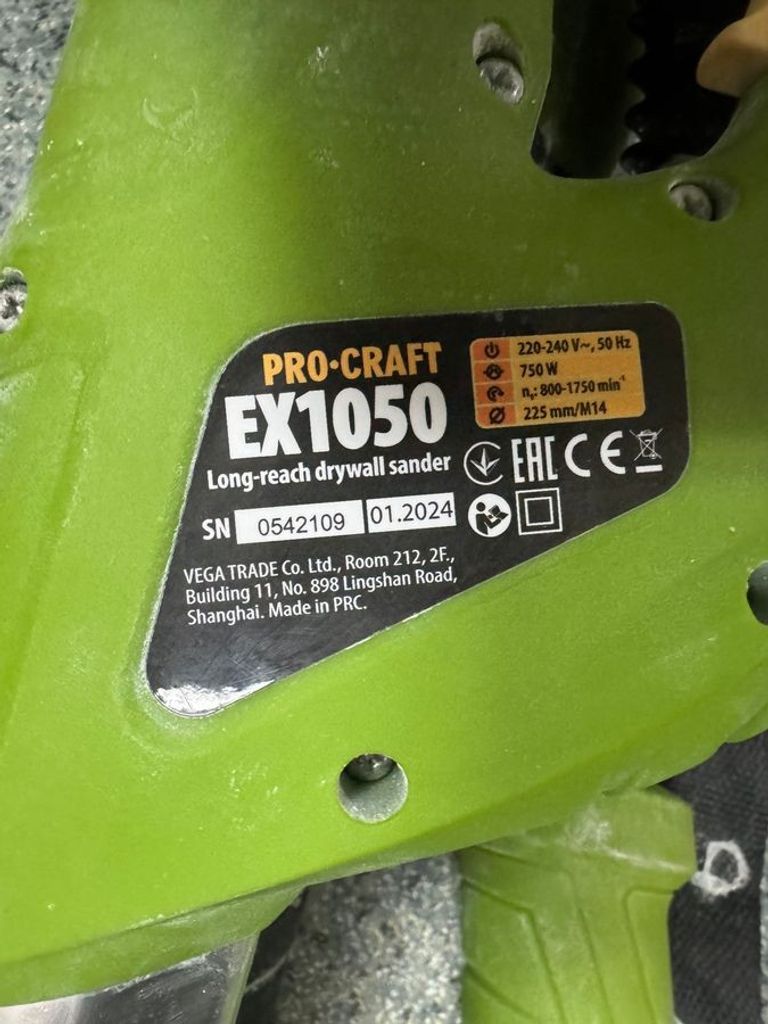 PRO·CRAFT
EX1050
Long-reach drywall sander
220-240 V~, 50 Hz
750 W
n₀: 800-1750 min⁻¹
225 mm/M14
EAC CE
SN 0542109 01.2024
VEGA TRADE Co. Ltd., Room 212, 2F.,
Building 11, No. 898 Lingshan Road,
Shanghai. Made in PRC.